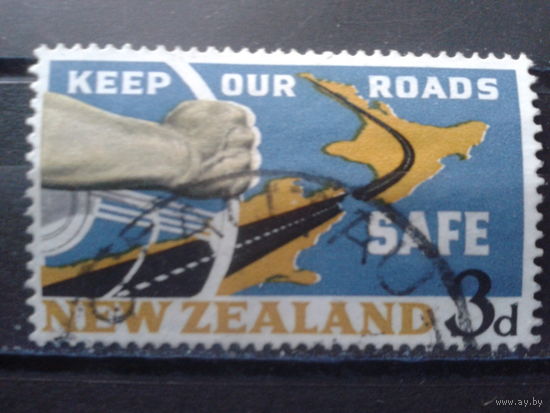 KEEP OUR ROADS
SAFE
NEW ZEALAND 3d
www.ay.by